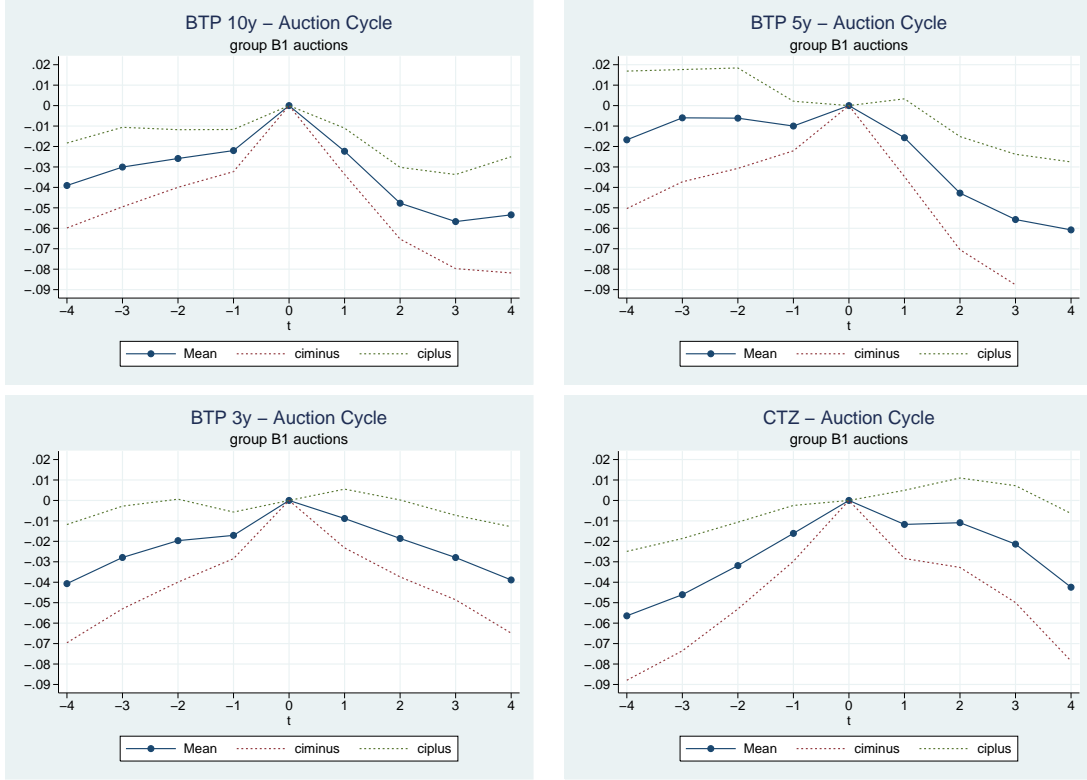 BTP 10y – Auction Cycle
group B1 auctions
.02
.01
0
–.01
–.02
–.03
–.04
–.05
–.06
–.07
–.08
–.09
–4 –3 –2 –1 0 1 2 3 4
t
Mean ciminus ciplus
BTP 5y – Auction Cycle
group B1 auctions
.02
.01
0
–.01
–.02
–.03
–.04
–.05
–.06
–.07
–.08
–.09
–4 –3 –2 –1 0 1 2 3 4
t
Mean ciminus ciplus
BTP 3y – Auction Cycle
group B1 auctions
.02
.01
0
–.01
–.02
–.03
–.04
–.05
–.06
–.07
–.08
–.09
–4 –3 –2 –1 0 1 2 3 4
t
Mean ciminus ciplus
CTZ – Auction Cycle
group B1 auctions
.02
.01
0
–.01
–.02
–.03
–.04
–.05
–.06
–.07
–.08
–.09
–4 –3 –2 –1 0 1 2 3 4
t
Mean ciminus ciplus